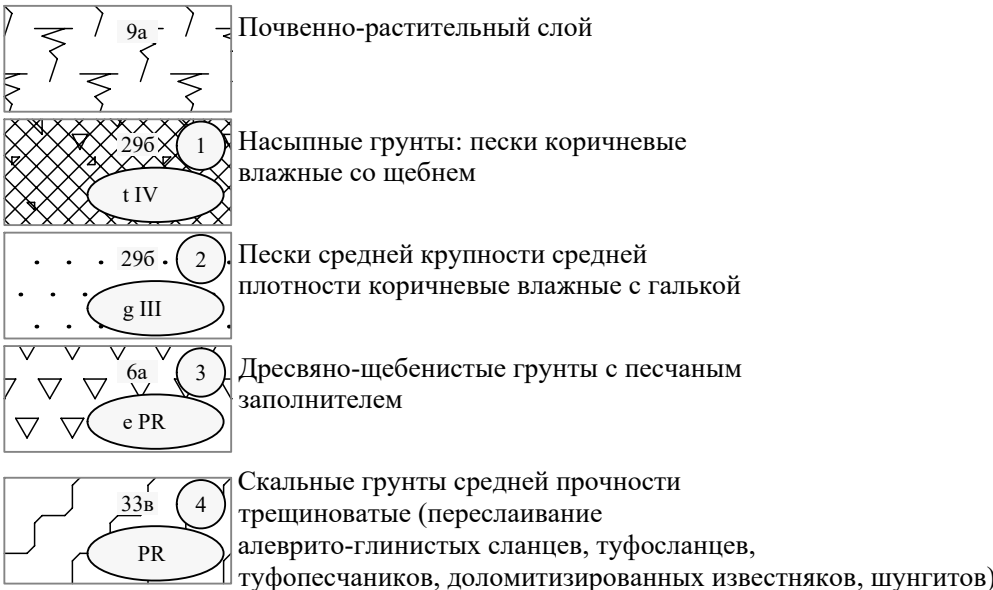 9а
Почвенно-растительный слой
29б 1
t IV
Насыпные грунты: пески коричневые
влажные со щебнем
29б 2
g III
Пески средней крупности средней
плотности коричневые влажные с галькой
6а 3
e PR
Дресвяно-щебенистые грунты с песчаным
заполнителем
33в 4
PR
Скальные грунты средней прочности
трещиноватые (переслаивание
алеврито-глинистых сланцев, туфосланцев,
туфопесчаников, доломитизированных известняков, шунгитов)